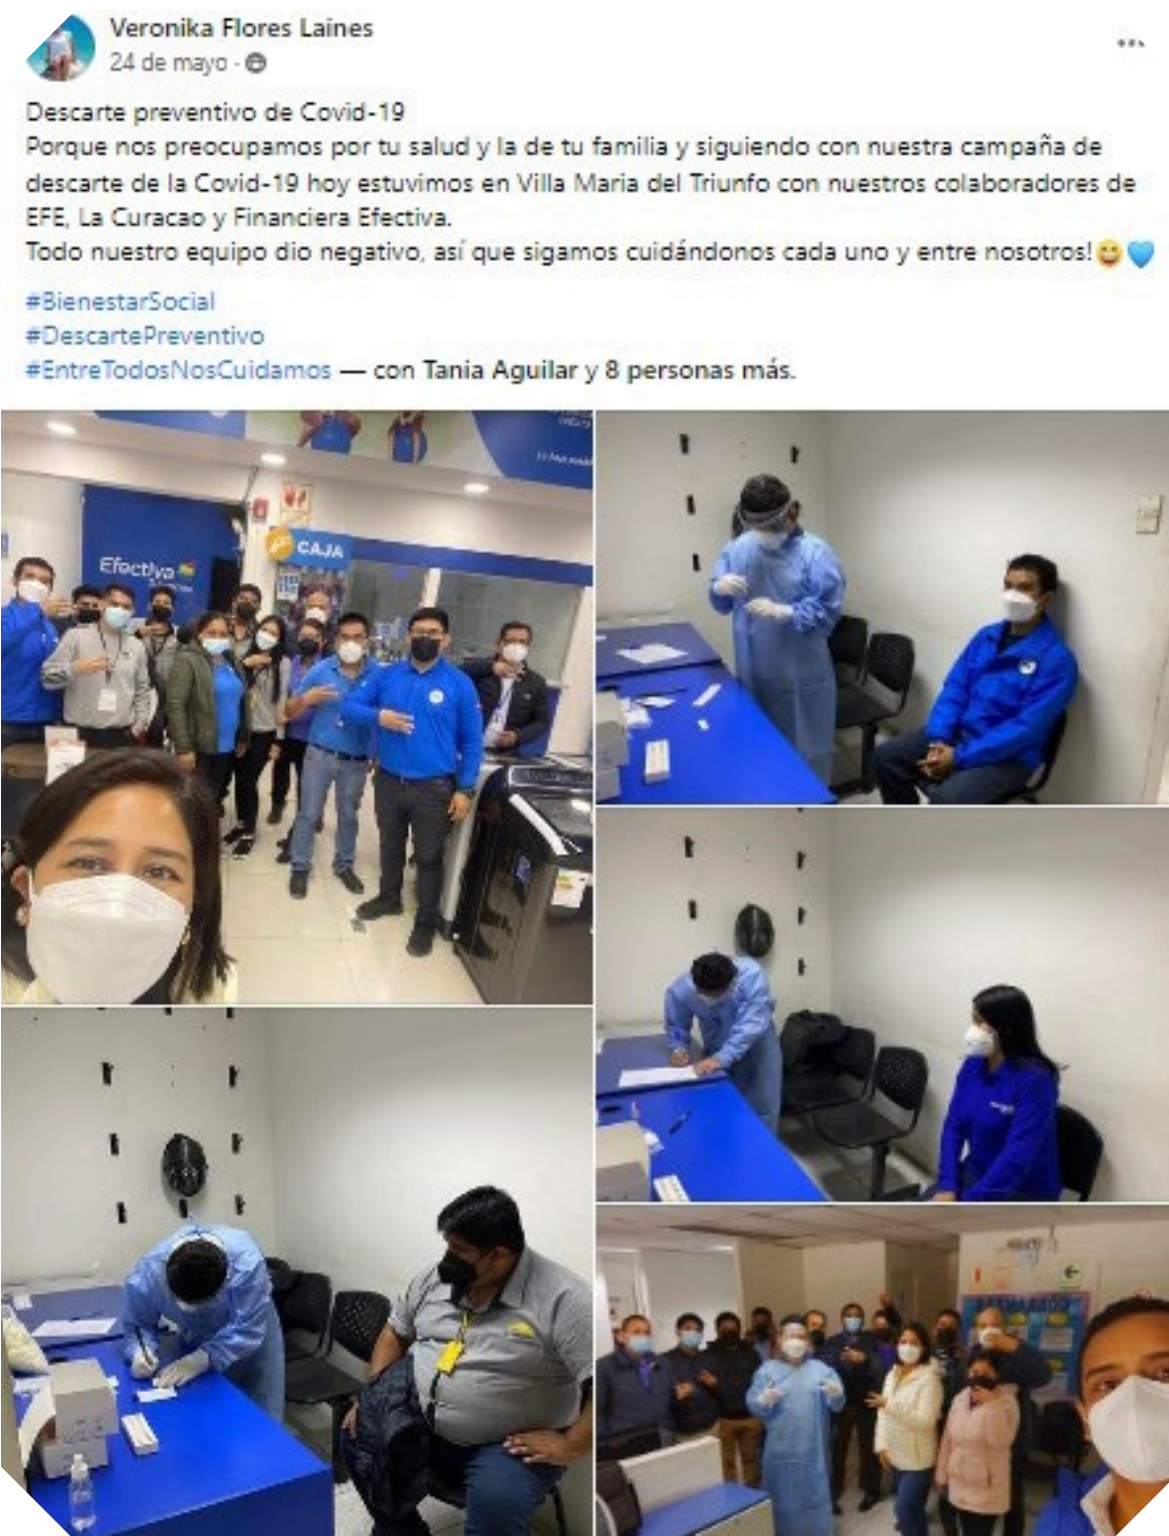 Veronika Flores Laines
24 de mayo ·
Descarte preventivo de Covid-19
Porque nos preocupamos por tu salud y la de tu familia y siguiendo con nuestra campaña de
descarte de la Covid-19 hoy estuvimos en Villa Maria del Triunfo con nuestros colaboradores de
EFE, La Curacao y Financiera Efectiva.
Todo nuestro equipo dio negativo, así que sigamos cuidándonos cada uno y entre nosotros!😄💙
#BienestarSocial
#DescartePreventivo
#EntreTodosNosCuidamos — con Tania Aguilar y 8 personas más.
Efectiva
CAJA
COBRANZAS